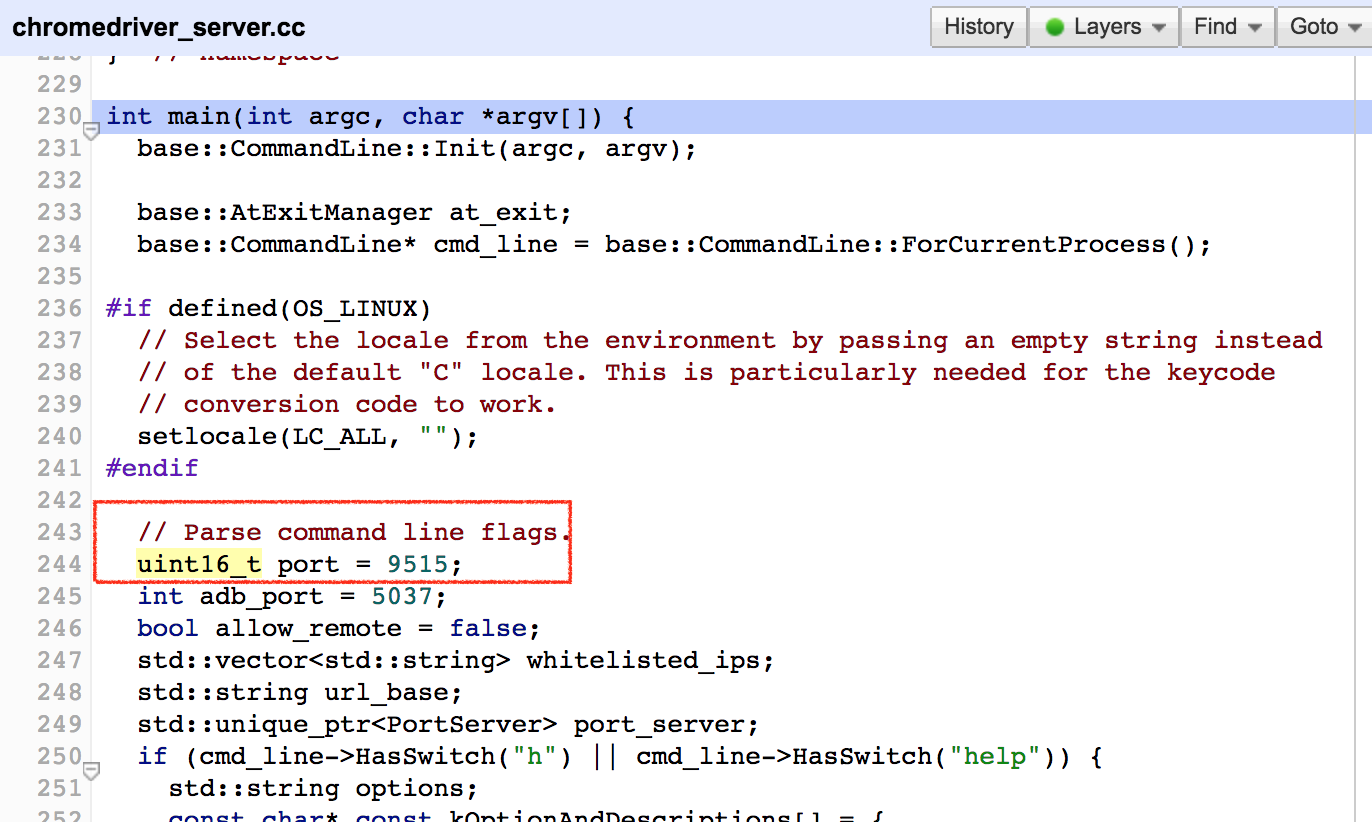 chromedriver_server.cc
History Layers Find Goto
228 } // namespace
229
230 int main(int argc, char *argv[]) {
231 base::CommandLine::Init(argc, argv);
232
233 base::AtExitManager at_exit;
234 base::CommandLine* cmd_line = base::CommandLine::ForCurrentProcess();
235
236 #if defined(OS_LINUX)
237 // Select the locale from the environment by passing an empty string instead
238 // of the default "C" locale. This is particularly needed for the keycode
239 // conversion code to work.
240 setlocale(LC_ALL, "");
241 #endif
242
243 // Parse command line flags.
244 uint16_t port = 9515;
245 int adb_port = 5037;
246 bool allow_remote = false;
247 std::vector<std::string> whitelisted_ips;
248 std::string url_base;
249 std::unique_ptr<PortServer> port_server;
250 if (cmd_line->HasSwitch("h") || cmd_line->HasSwitch("help")) {
251 std::string options;
252 const char* const kOptionAndDescriptions[] = {